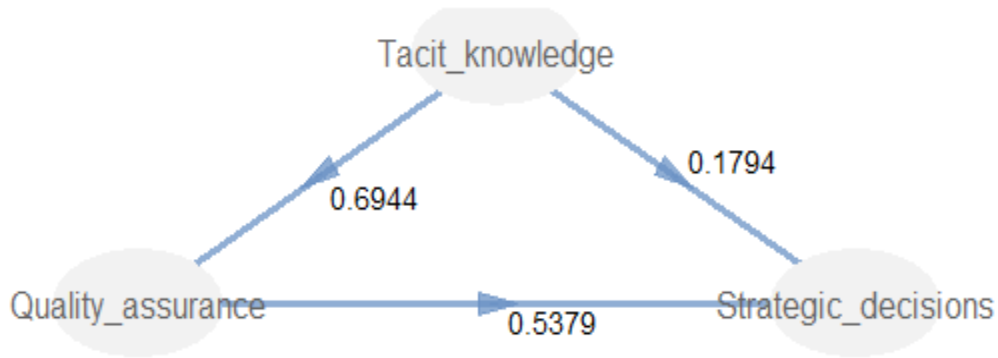 Tacit_knowledge
0.1794
0.6944
Quality_assurance
Strategic_decisions
0.5379